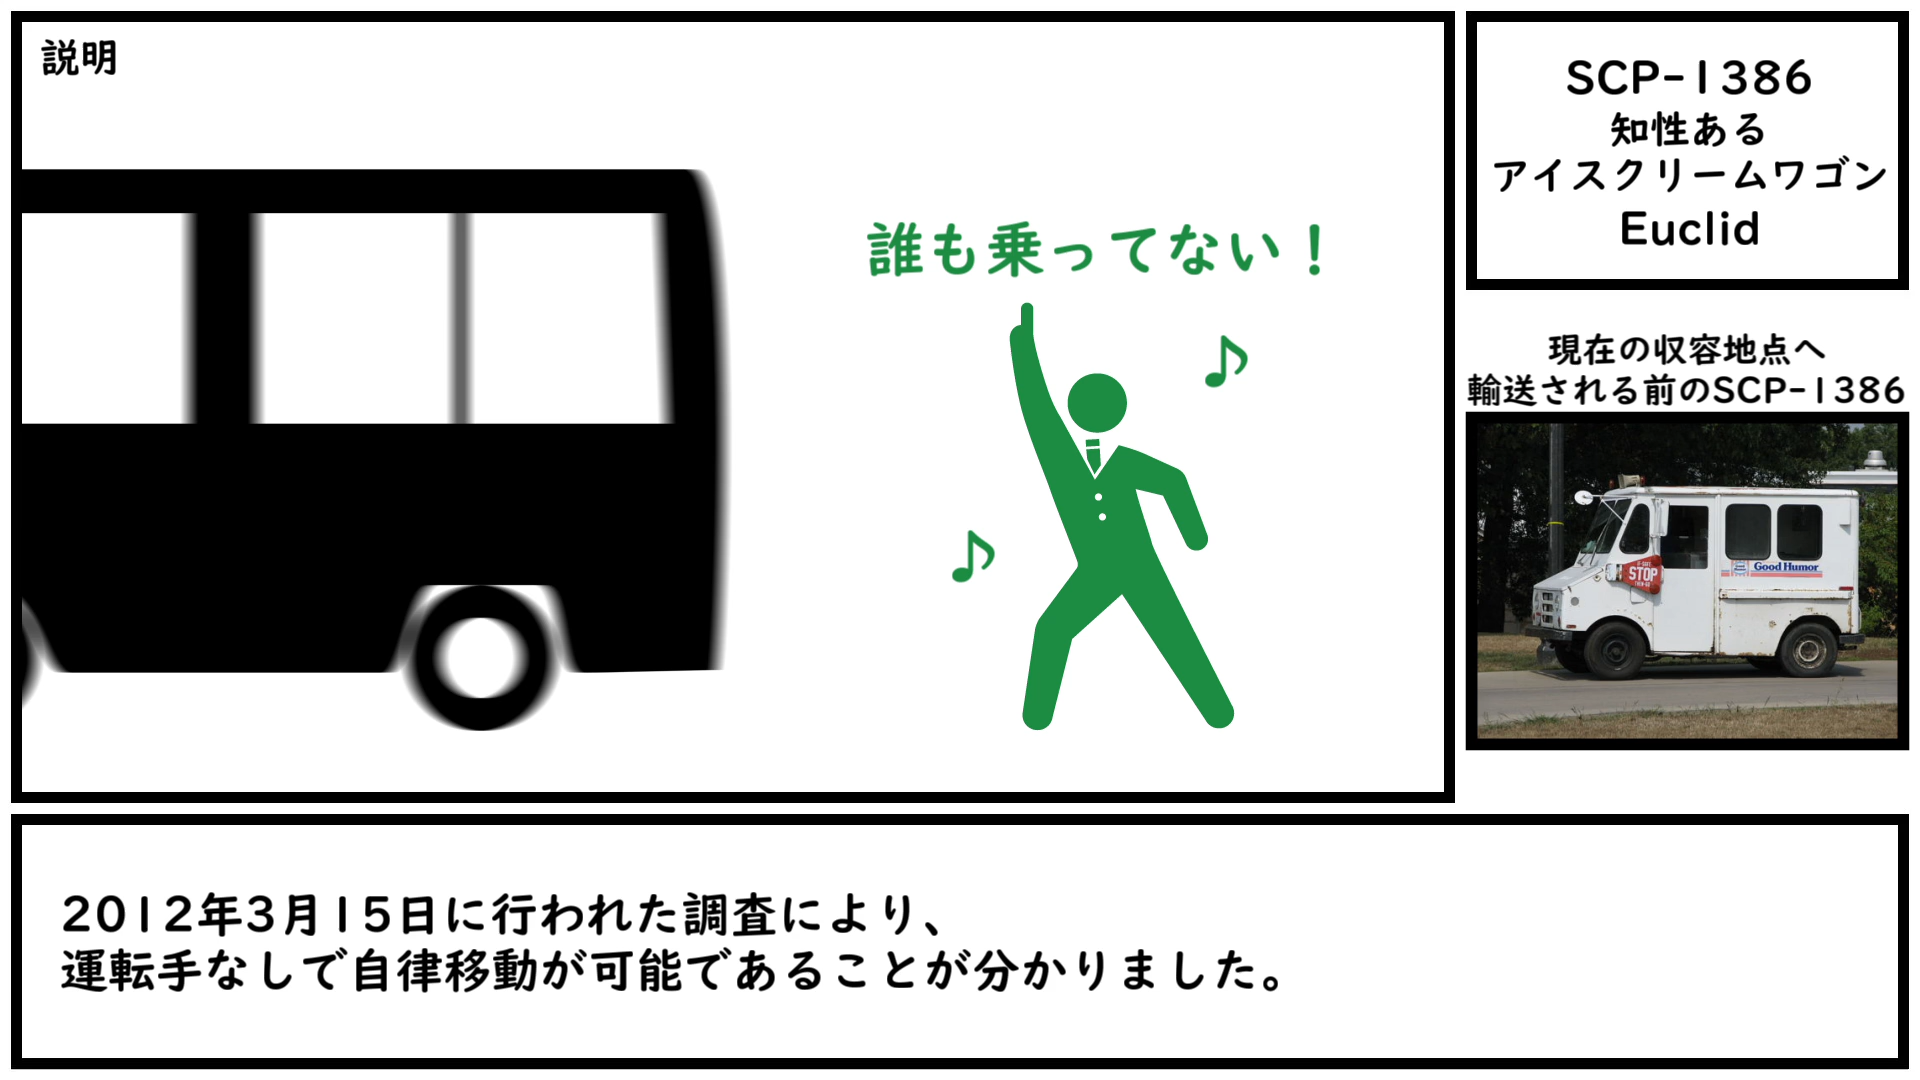 説明
誰も乗ってない！
SCP-1386
知性ある
アイスクリームワゴン
Euclid
現在の収容地点へ
輸送される前のSCP-1386
STOP
Good Humor
2012年3月15日に行われた調査により、
運転手なしで自律移動が可能であることが分かりました。